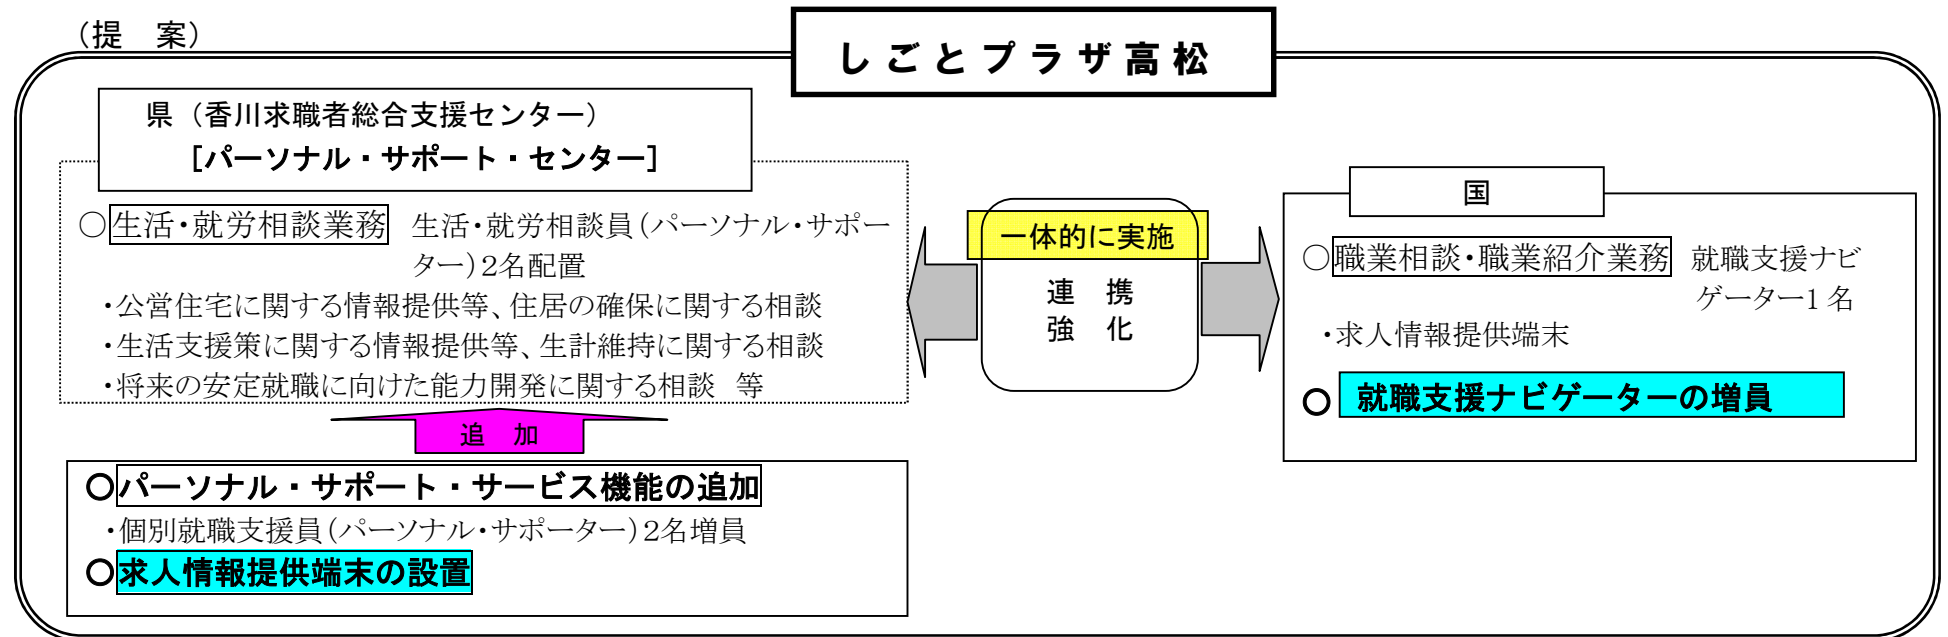 （提　案）
しごとプラザ高松
県（香川求職者総合支援センター）
［パーソナル・サポート・センター］
○生活・就労相談業務　生活・就労相談員（パーソナル・サポー
ター）２名配置
・公営住宅に関する情報提供等、住居の確保に関する相談
・生活支援策に関する情報提供等、生計維持に関する相談
・将来の安定就職に向けた能力開発に関する相談　等
追　加
○パーソナル・サポート・サービス機能の追加
・個別就職支援員（パーソナル・サポーター）２名増員
○求人情報提供端末の設置
一体的に実施
連　携
強　化
国
○職業相談・職業紹介業務　就職支援ナビ
ゲーター1 名
・求人情報提供端末
○ 就職支援ナビゲーターの増員